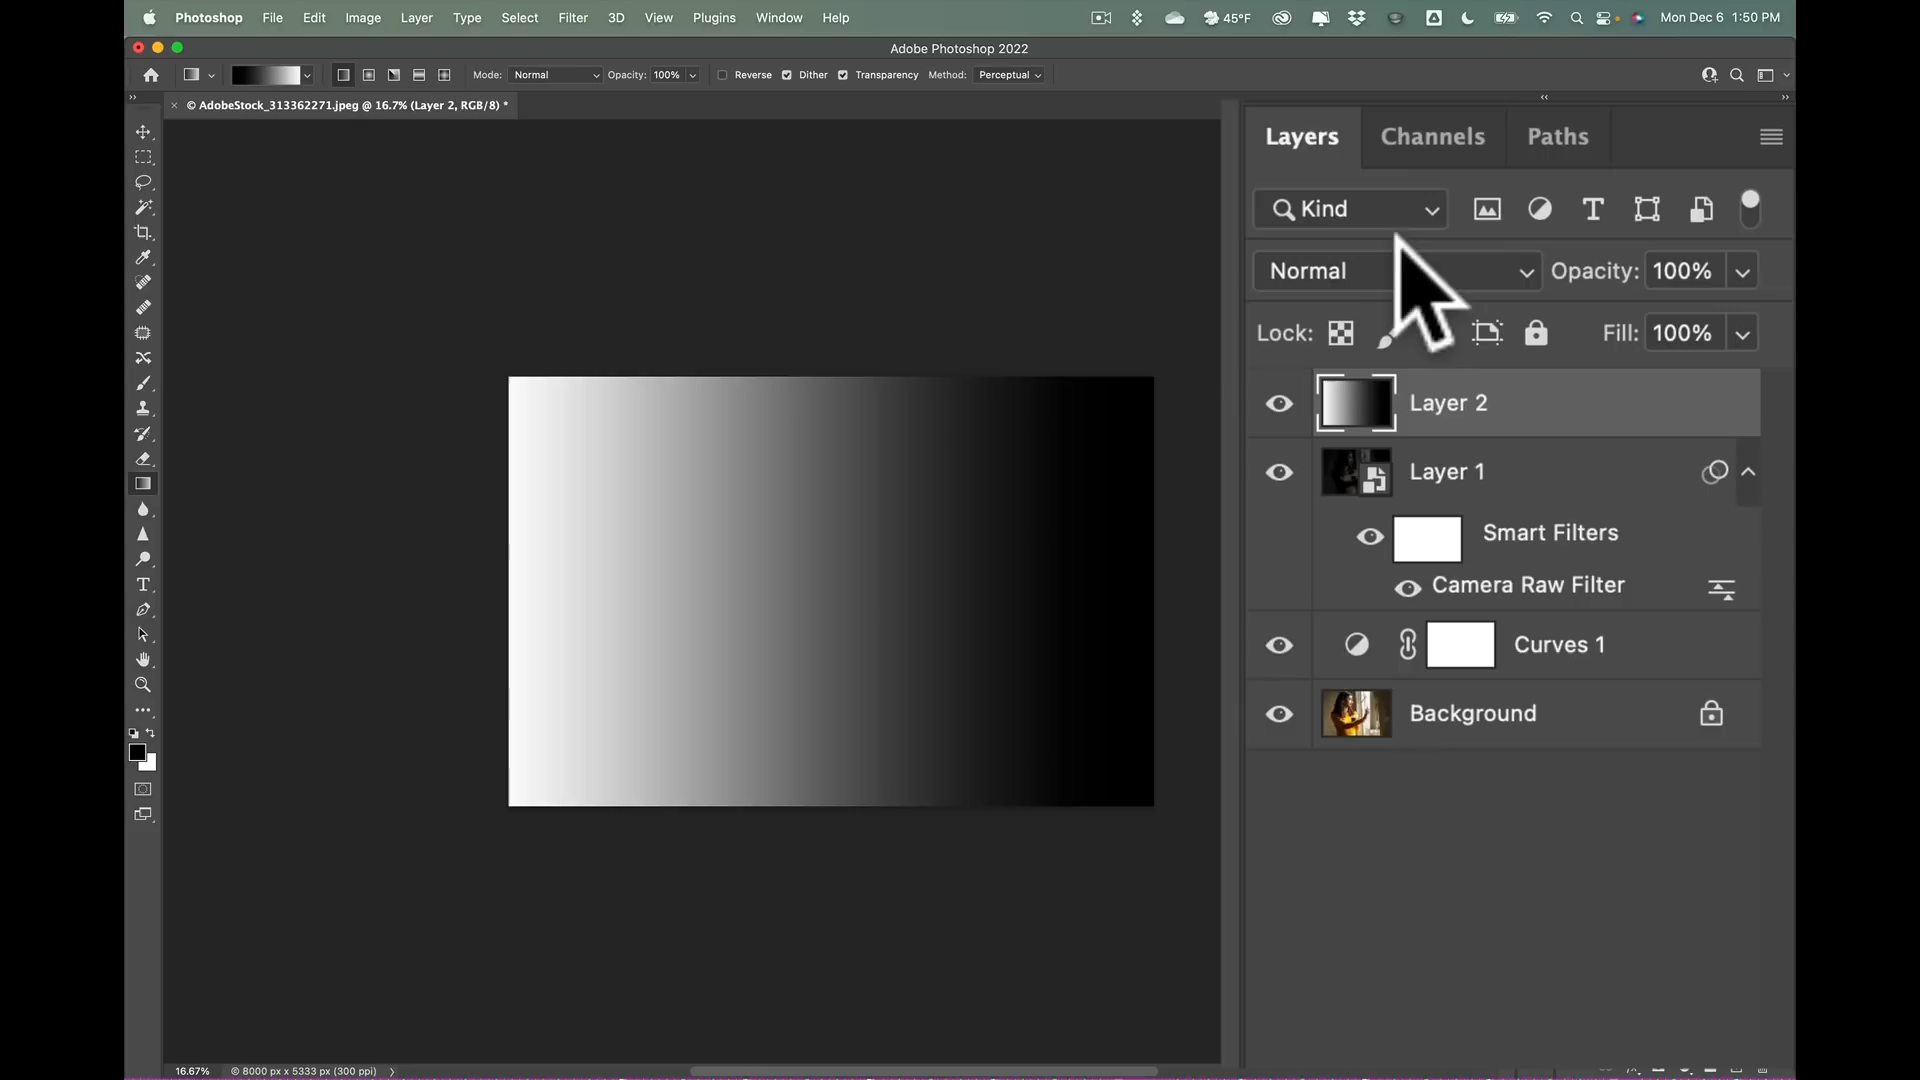 Photoshop File Edit Image Layer Type Select Filter 3D View Plugins Window Help 45°F Mon Dec 6 1:50 PM
Adobe Photoshop 2022
Mode: Normal Opacity: 100% Reverse Dither Transparency Method: Perceptual
© AdobeStock_313362271.jpeg @ 16.7% (Layer 2, RGB/8) *
Layers Channels Paths
Kind
Normal Opacity: 100%
Lock: Fill: 100%
Layer 2
Layer 1
Smart Filters
Camera Raw Filter
Curves 1
Background
16.67% © 8000 px x 5333 px (300 ppi)